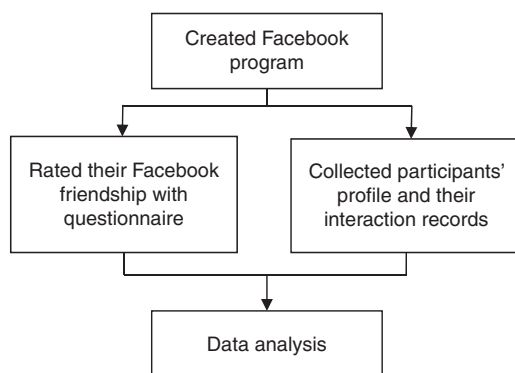 Created Facebook
program
Rated their Facebook
friendship with
questionnaire
Collected participants’
profile and their
interaction records
Data analysis